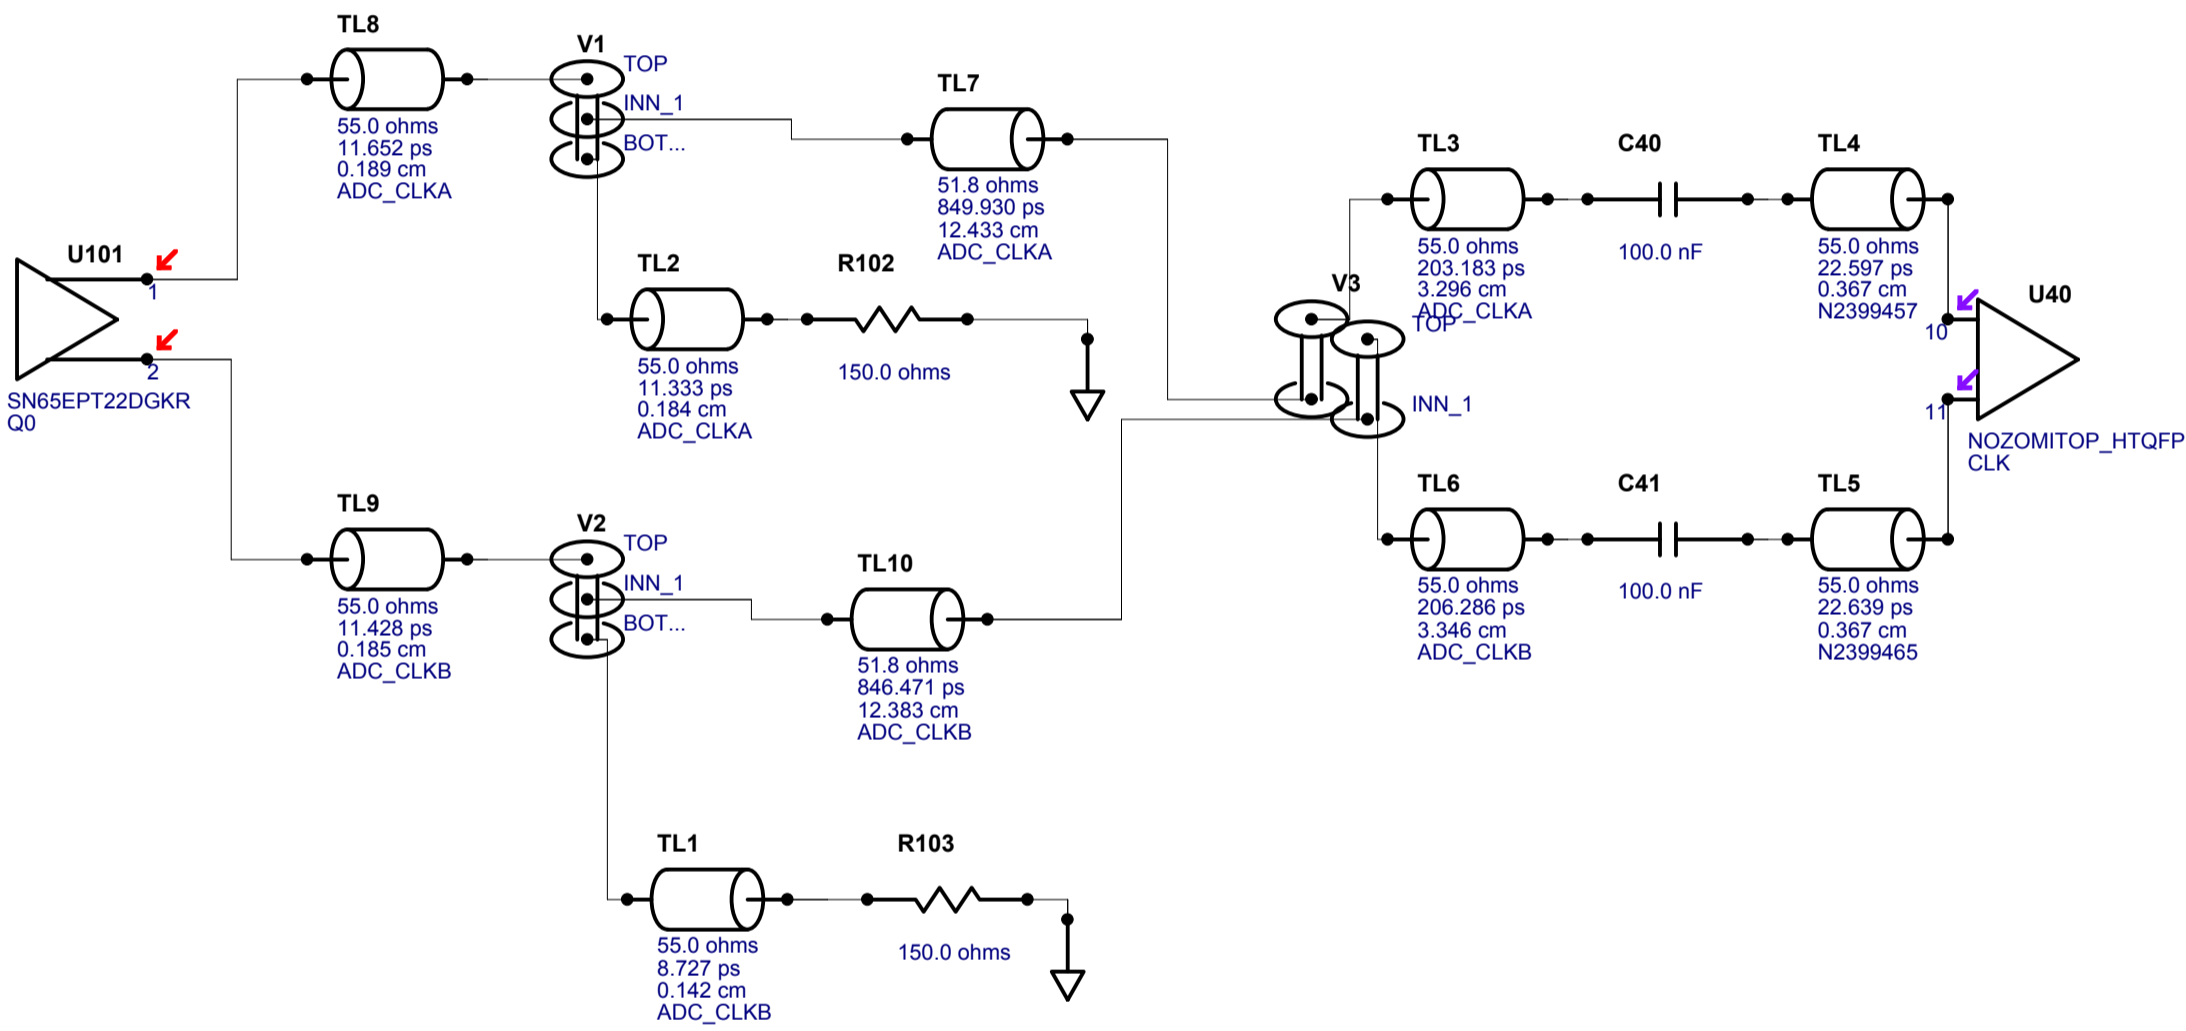 TL8
55.0 ohms
11.652 ps
0.189 cm
ADC_CLKA
V1
TOP
INN_1
BOT...
TL7
51.8 ohms
849.930 ps
12.433 cm
ADC_CLKA
TL3
55.0 ohms
203.183 ps
3.296 cm
ADC_CLKA
C40
100.0 nF
TL4
55.0 ohms
22.597 ps
0.367 cm
N2399457
U101
1
2
SN65EPT22DGKR
Q0
TL2
55.0 ohms
11.333 ps
0.184 cm
ADC_CLKA
R102
150.0 ohms
V3
TOP
INN_1
U40
10
11
NOZOMITOP_HTQFP
CLK
TL9
55.0 ohms
11.428 ps
0.185 cm
ADC_CLKB
V2
TOP
INN_1
BOT...
TL10
51.8 ohms
846.471 ps
12.383 cm
ADC_CLKB
TL6
55.0 ohms
206.286 ps
3.346 cm
ADC_CLKB
C41
100.0 nF
TL5
55.0 ohms
22.639 ps
0.367 cm
N2399465
TL1
55.0 ohms
8.727 ps
0.142 cm
ADC_CLKB
R103
150.0 ohms